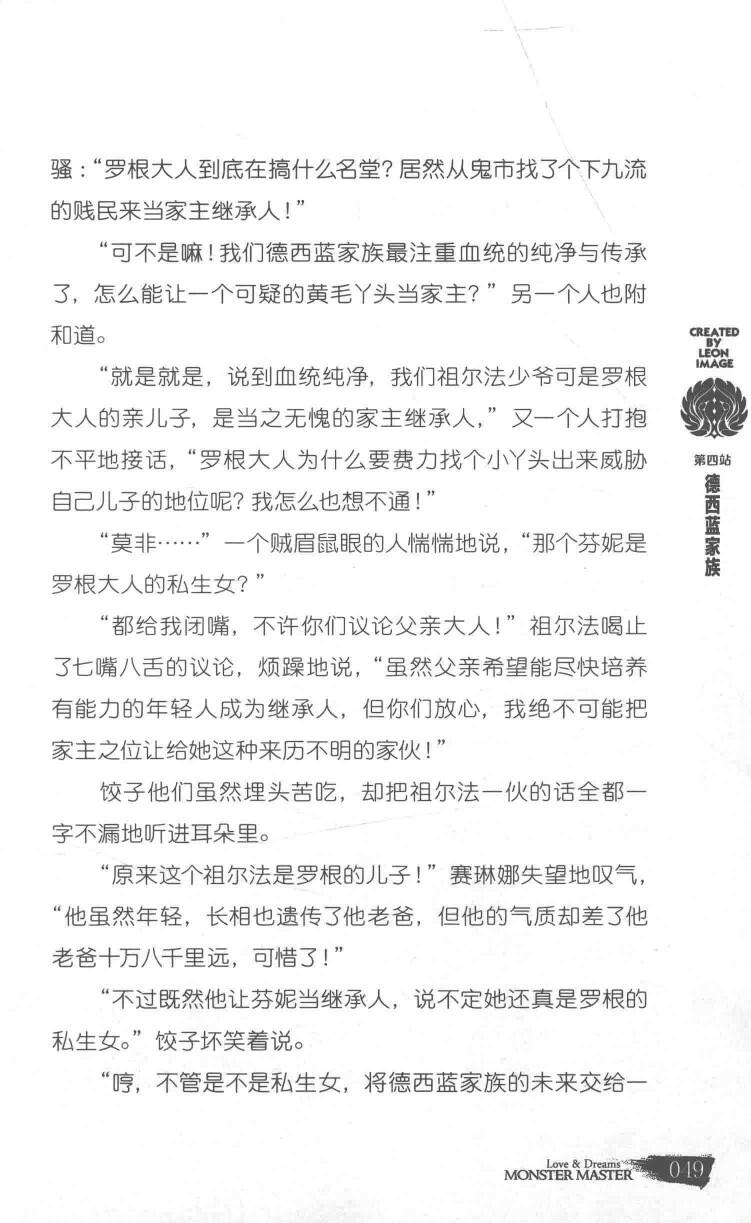 骚：“罗根大人到底在搞什么名堂？居然从鬼市找了个下九流
的贱民来当家主继承人！”
“可不是嘛！我们德西蓝家族最注重血统的纯净与传承
了，怎么能让一个可疑的黄毛丫头当家主？”另一个人也附
和道。
“就是就是，说到血统纯净，我们祖尔法少爷可是罗根
大人的亲儿子，是当之无愧的家主继承人，”又一个人打抱
不平地接话，“罗根大人为什么要费力找个小丫头出来威胁
自己儿子的地位呢？我怎么也想不通！”
“莫非……”一个贼眉鼠眼的人惴惴地说，“那个芬妮是
罗根大人的私生女？”
“都给我闭嘴，不许你们议论父亲大人！”祖尔法喝止
了七嘴八舌的议论，烦躁地说，“虽然父亲希望能尽快培养
有能力的年轻人成为继承人，但你们放心，我绝不可能把
家主之位让给她这种来历不明的家伙！”
饺子他们虽然埋头苦吃，却把祖尔法一伙的话全都一
字不漏地听进耳朵里。
“原来这个祖尔法是罗根的儿子！”赛琳娜失望地叹气，
“他虽然年轻，长相也遗传了他老爸，但他的气质却差了他
老爸十万八千里远，可惜了！”
“不过既然他让芬妮当继承人，说不定她还真是罗根的
私生女。”饺子坏笑着说。
“哼，不管是不是私生女，将德西蓝家族的未来交给一
CREATED
BY
LEON
IMAGE
第四站
德西蓝家族
Love & Dreams
MONSTER MASTER
049